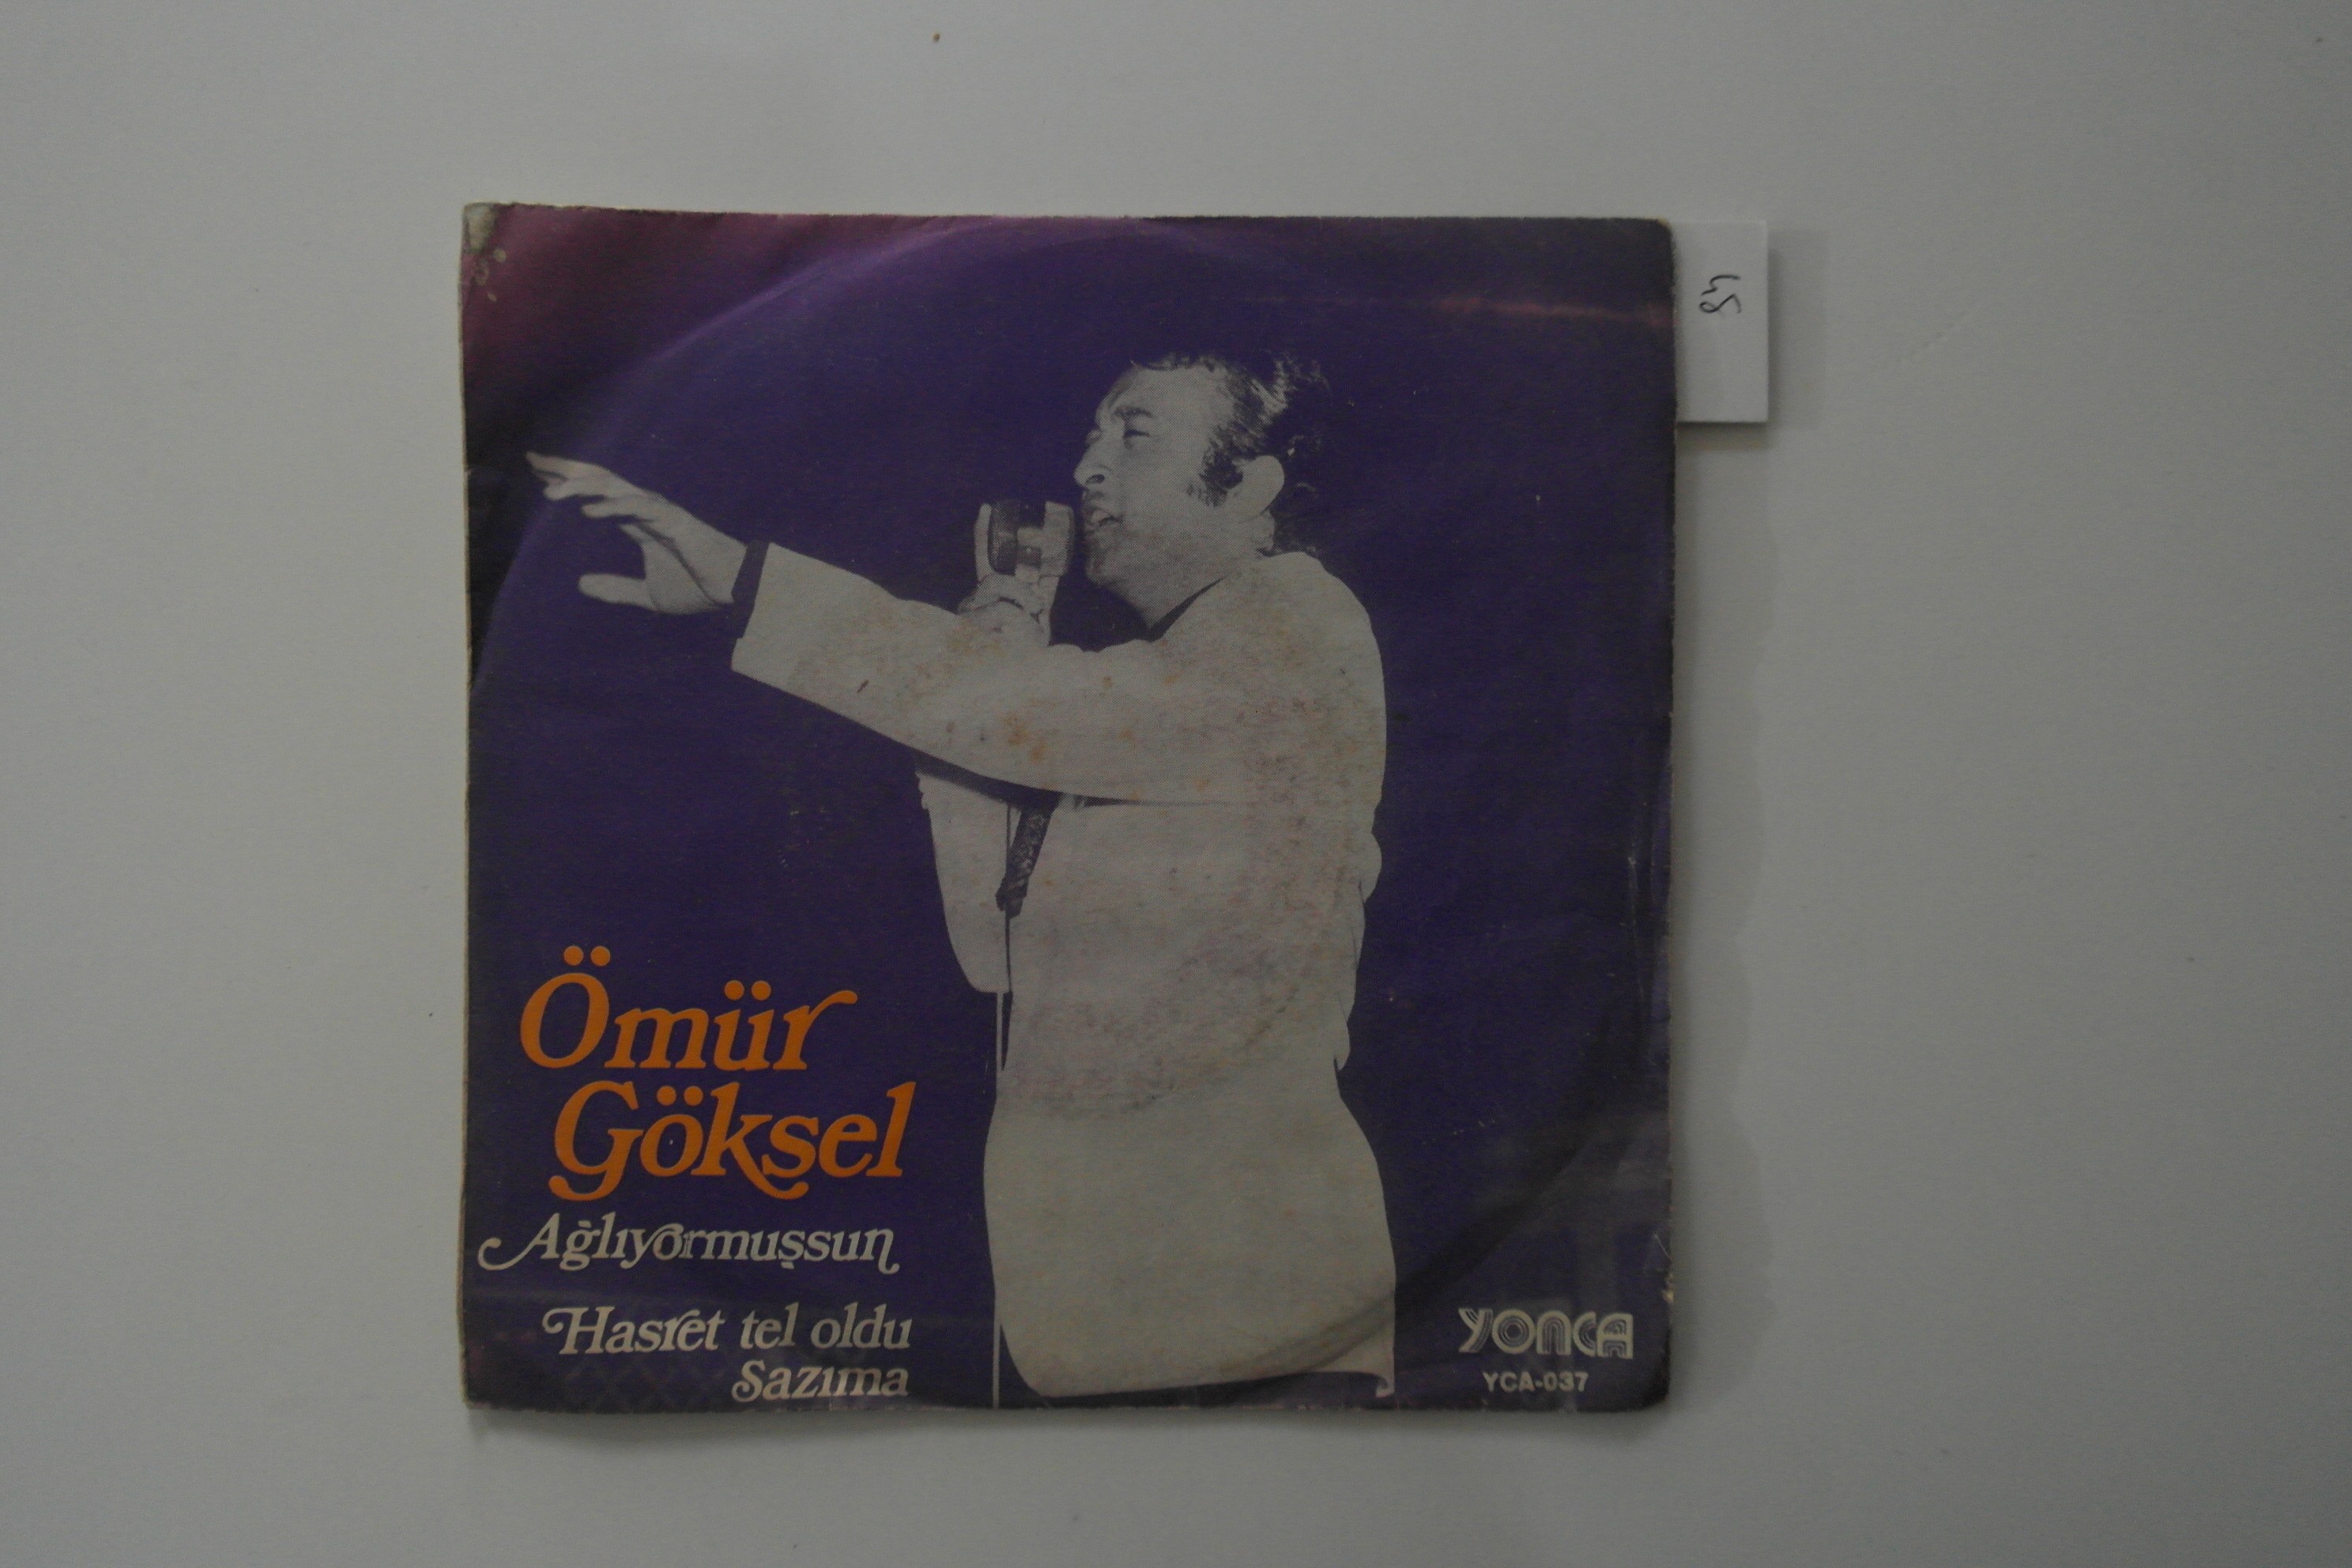 Ömür
Göksel
Ağlıyormuşsun
Hasret tel oldu
Sazıma
YONCA
YCA-037